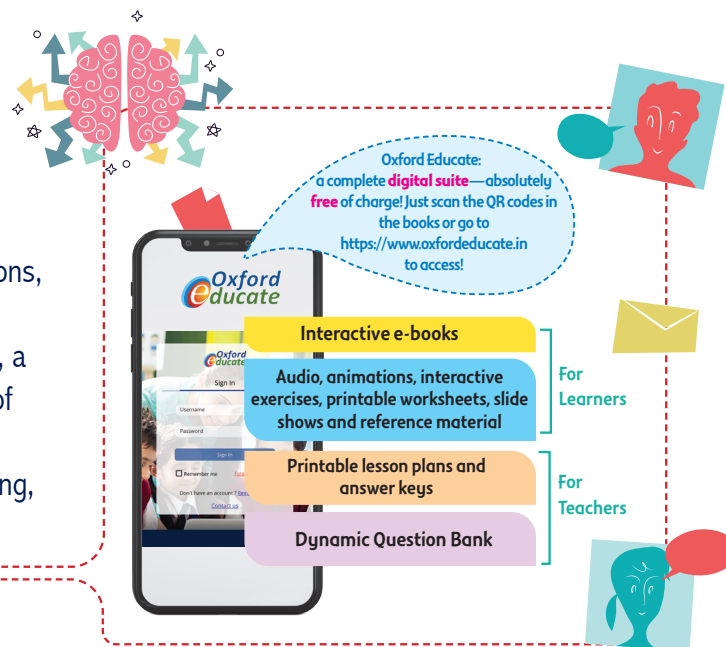 ons,
, a
of
ng,
Oxford Educate:
a complete digital suite—absolutely
free of charge! Just scan the QR codes in
the books or go to
https://www.oxfordeducate.in
to access!
Oxford
educate
Oxford
educate
Sign In
Username
Password
Sign In
Remember me
Don't have an account ?
Contact us
Interactive e-books
Audio, animations, interactive
exercises, printable worksheets, slide
shows and reference material
For
Learners
Printable lesson plans and
answer keys
Dynamic Question Bank
For
Teachers